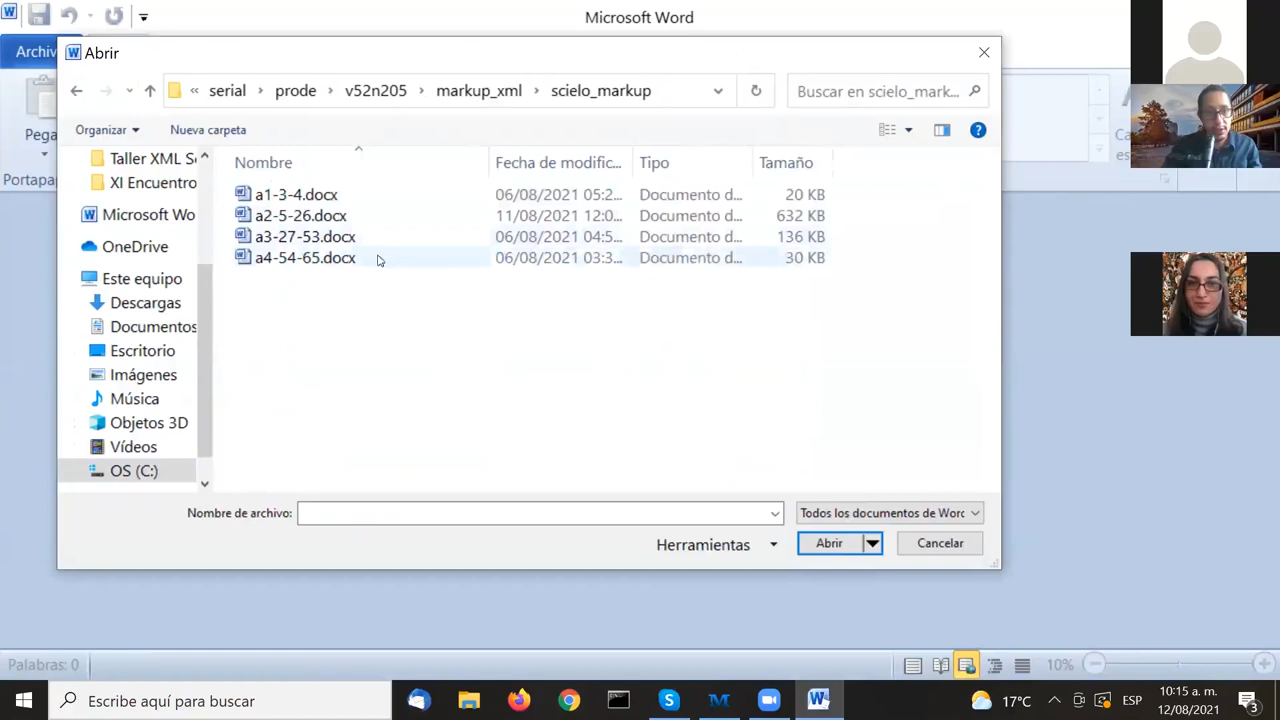 Microsoft Word
Archiv
Abrir
« serial › prode › v52n205 › markup_xml › scielo_markup
Buscar en scielo_mark...
Organizar
Nueva carpeta
Pega
Portapap
Taller XML Sc
XI Encuentro
Microsoft Wo
OneDrive
Este equipo
Descargas
Documentos
Escritorio
Imágenes
Música
Objetos 3D
Vídeos
OS (C:)
Nombre Fecha de modific... Tipo Tamaño
a1-3-4.docx 06/08/2021 05:2... Documento d... 20 KB
a2-5-26.docx 11/08/2021 12:0... Documento d... 632 KB
a3-27-53.docx 06/08/2021 04:5... Documento d... 136 KB
a4-54-65.docx 06/08/2021 03:3... Documento d... 30 KB
Nombre de archivo:
Todos los documentos de Word
Herramientas
Abrir
Cancelar
Palabras: 0
10%
Escribe aquí para buscar
17°C
ESP
10:15 a. m.
12/08/2021
3